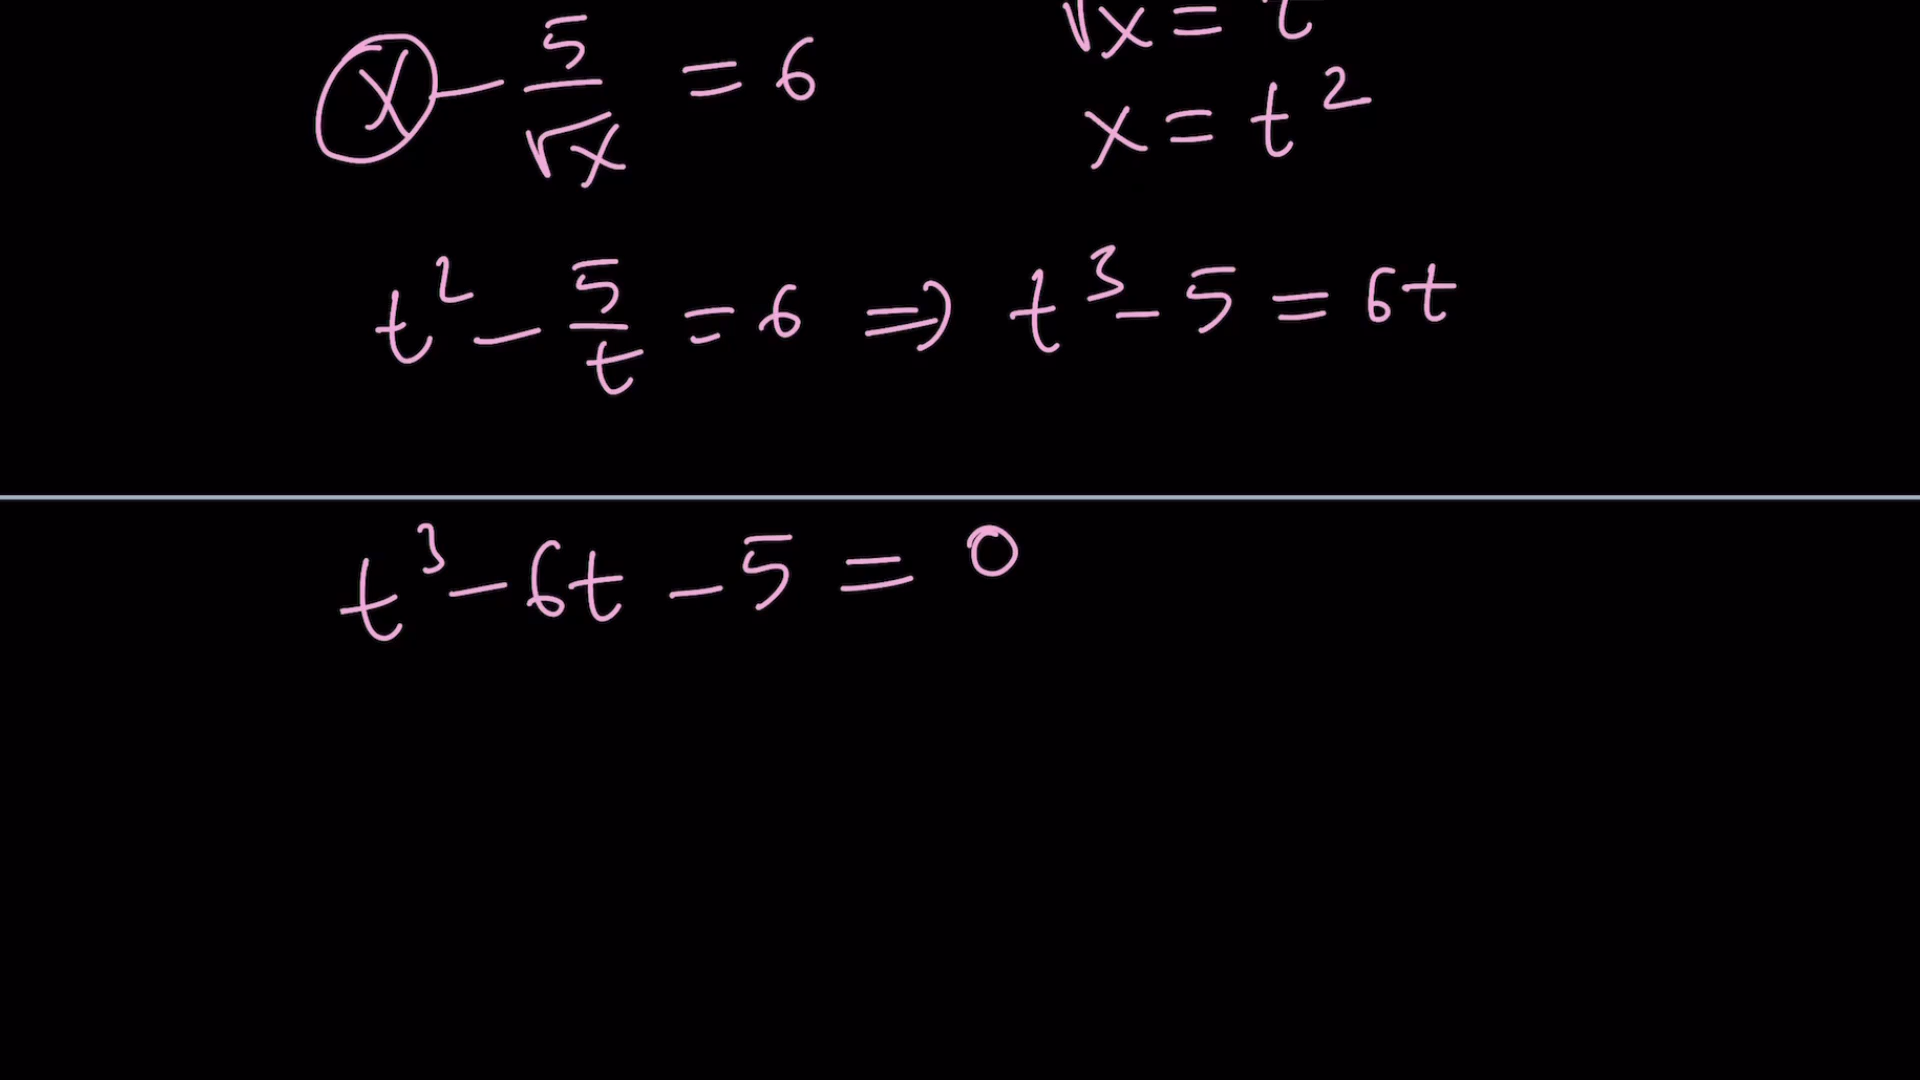 x - 5/√x = 6
√x = t
x = t²
t² - 5/t = 6 ⇒ t³ - 5 = 6t
t³ - 6t - 5 = 0